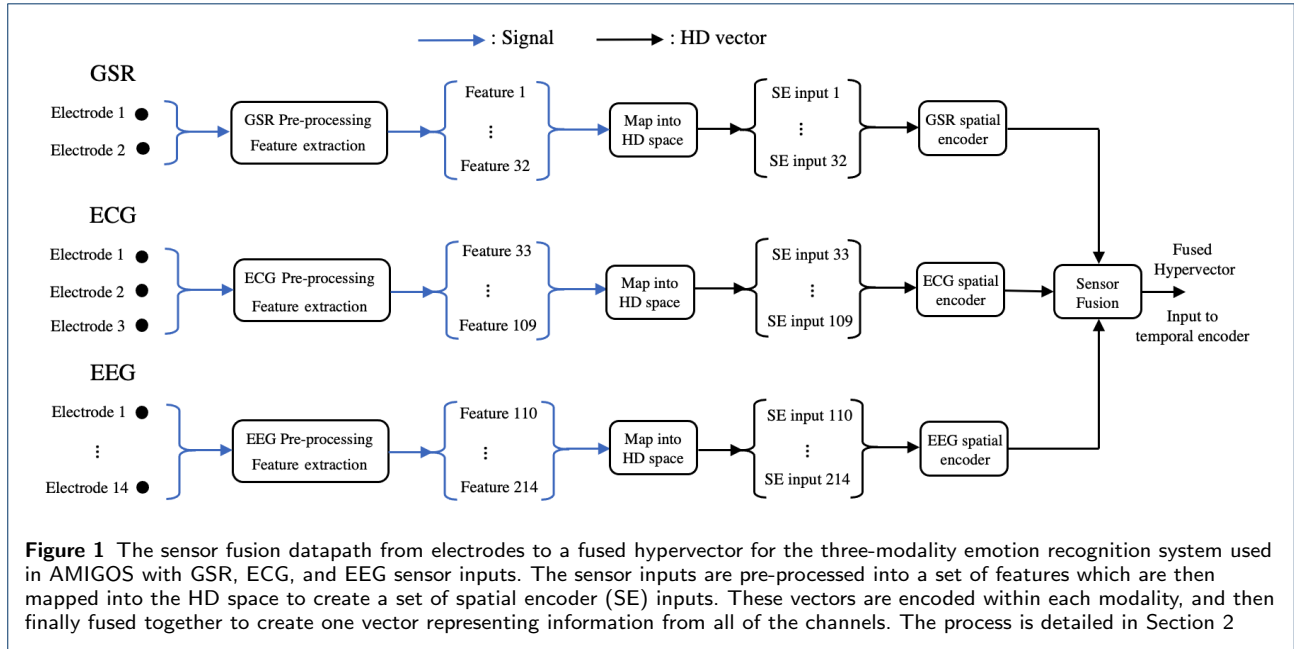 : Signal
: HD vector
GSR
Electrode 1
Electrode 2
GSR Pre-processing
Feature extraction
Feature 1
⋮
Feature 32
Map into
HD space
SE input 1
⋮
SE input 32
GSR spatial
encoder
ECG
Electrode 1
Electrode 2
Electrode 3
ECG Pre-processing
Feature extraction
Feature 33
⋮
Feature 109
Map into
HD space
SE input 33
⋮
SE input 109
ECG spatial
encoder
Sensor
Fusion
Fused
Hypervector
Input to
temporal encoder
EEG
Electrode 1
⋮
Electrode 14
EEG Pre-processing
Feature extraction
Feature 110
⋮
Feature 214
Map into
HD space
SE input 110
⋮
SE input 214
EEG spatial
encoder
Figure 1 The sensor fusion datapath from electrodes to a fused hypervector for the three-modality emotion recognition system used
in AMIGOS with GSR, ECG, and EEG sensor inputs. The sensor inputs are pre-processed into a set of features which are then
mapped into the HD space to create a set of spatial encoder (SE) inputs. These vectors are encoded within each modality, and then
finally fused together to create one vector representing information from all of the channels. The process is detailed in Section 2